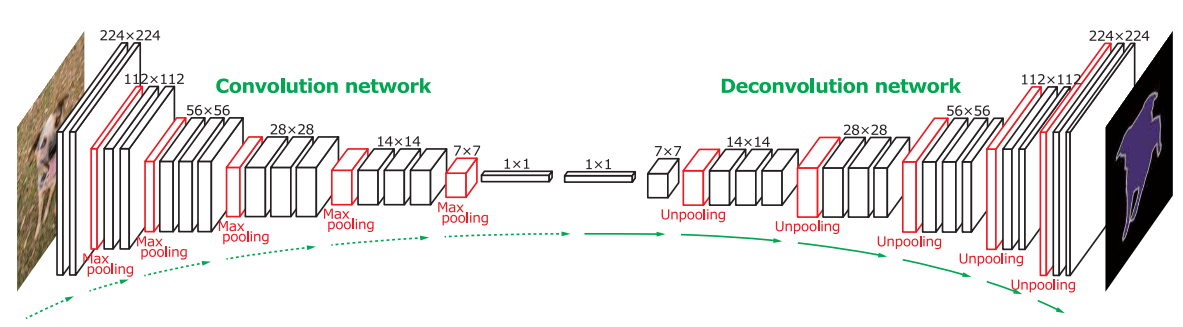 224×224
112×112
56×56
28×28
14×14
7×7
1×1
1×1
7×7
14×14
28×28
56×56
112×112
224×224
Convolution network
Deconvolution network
Max
pooling
Max
pooling
Max
pooling
Max
pooling
Max
pooling
Unpooling
Unpooling
Unpooling
Unpooling
Unpooling